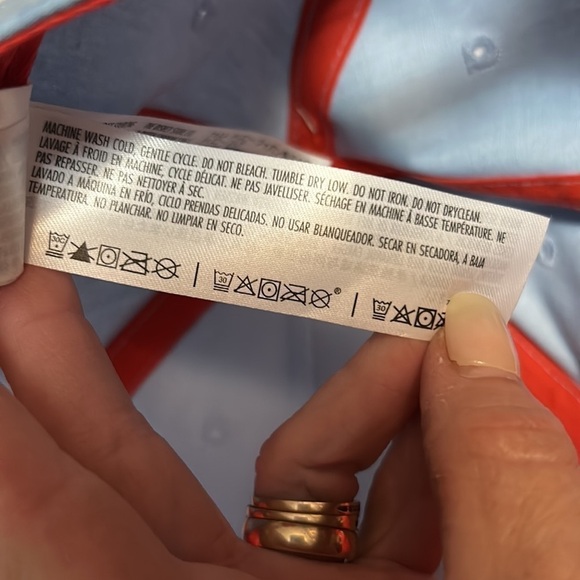 MACHINE WASH COLD, GENTLE CYCLE. DO NOT BLEACH. TUMBLE DRY LOW. DO NOT IRON. DO NOT DRYCLEAN.
LAVAGE À FROID EN MACHINE, CYCLE DÉLICAT. NE PAS JAVELLISER. SÉCHAGE EN MACHINE À BASSE TEMPÉRATURE. NE
PAS REPASSER. NE PAS NETTOYER À SEC.
LAVADO A MÁQUINA EN FRÍO, CICLO PRENDAS DELICADAS. NO USAR BLANQUEADOR. SECAR EN SECADORA, A BAJA
TEMPERATURA. NO PLANCHAR. NO LIMPIAR EN SECO.
30C | 30 ® | 30